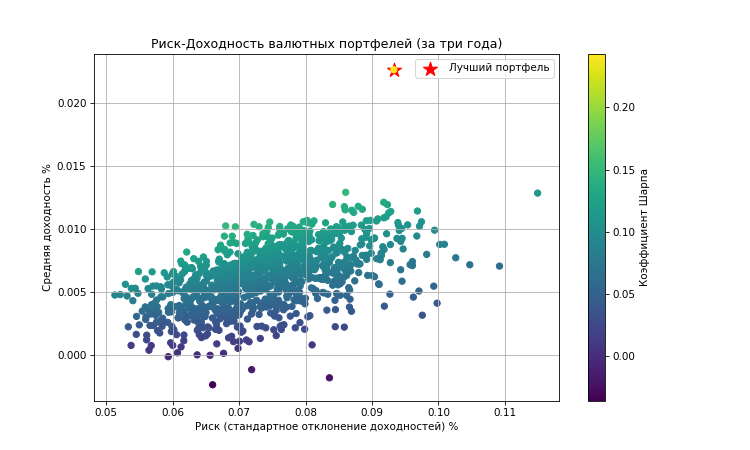 Риск-Доходность валютных портфелей (за три года)
Лучший портфель
Средняя доходность %
0.020
0.015
0.010
0.005
0.000
0.05 0.06 0.07 0.08 0.09 0.10 0.11
Риск (стандартное отклонение доходностей) %
0.20
0.15
0.10
0.05
0.00
Коэффициент Шарпа